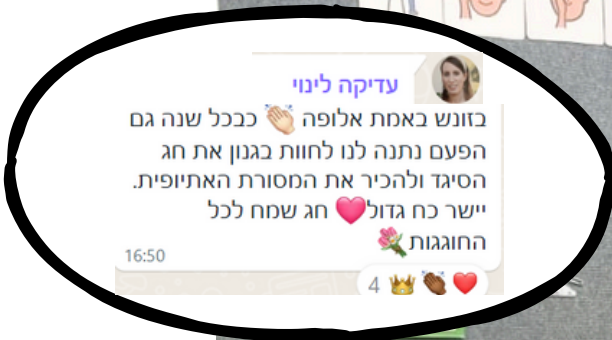 עדיקה לינוי
בזונש באמת אלופה 👏🏻 כבכל שנה גם
הפעם נתנה לנו לחוות בגנון את חג
הסיגד ולהכיר את המסורת האתיופית.
יישר כח גדול💗 חג שמח לכל
החוגגות💐
16:50
4